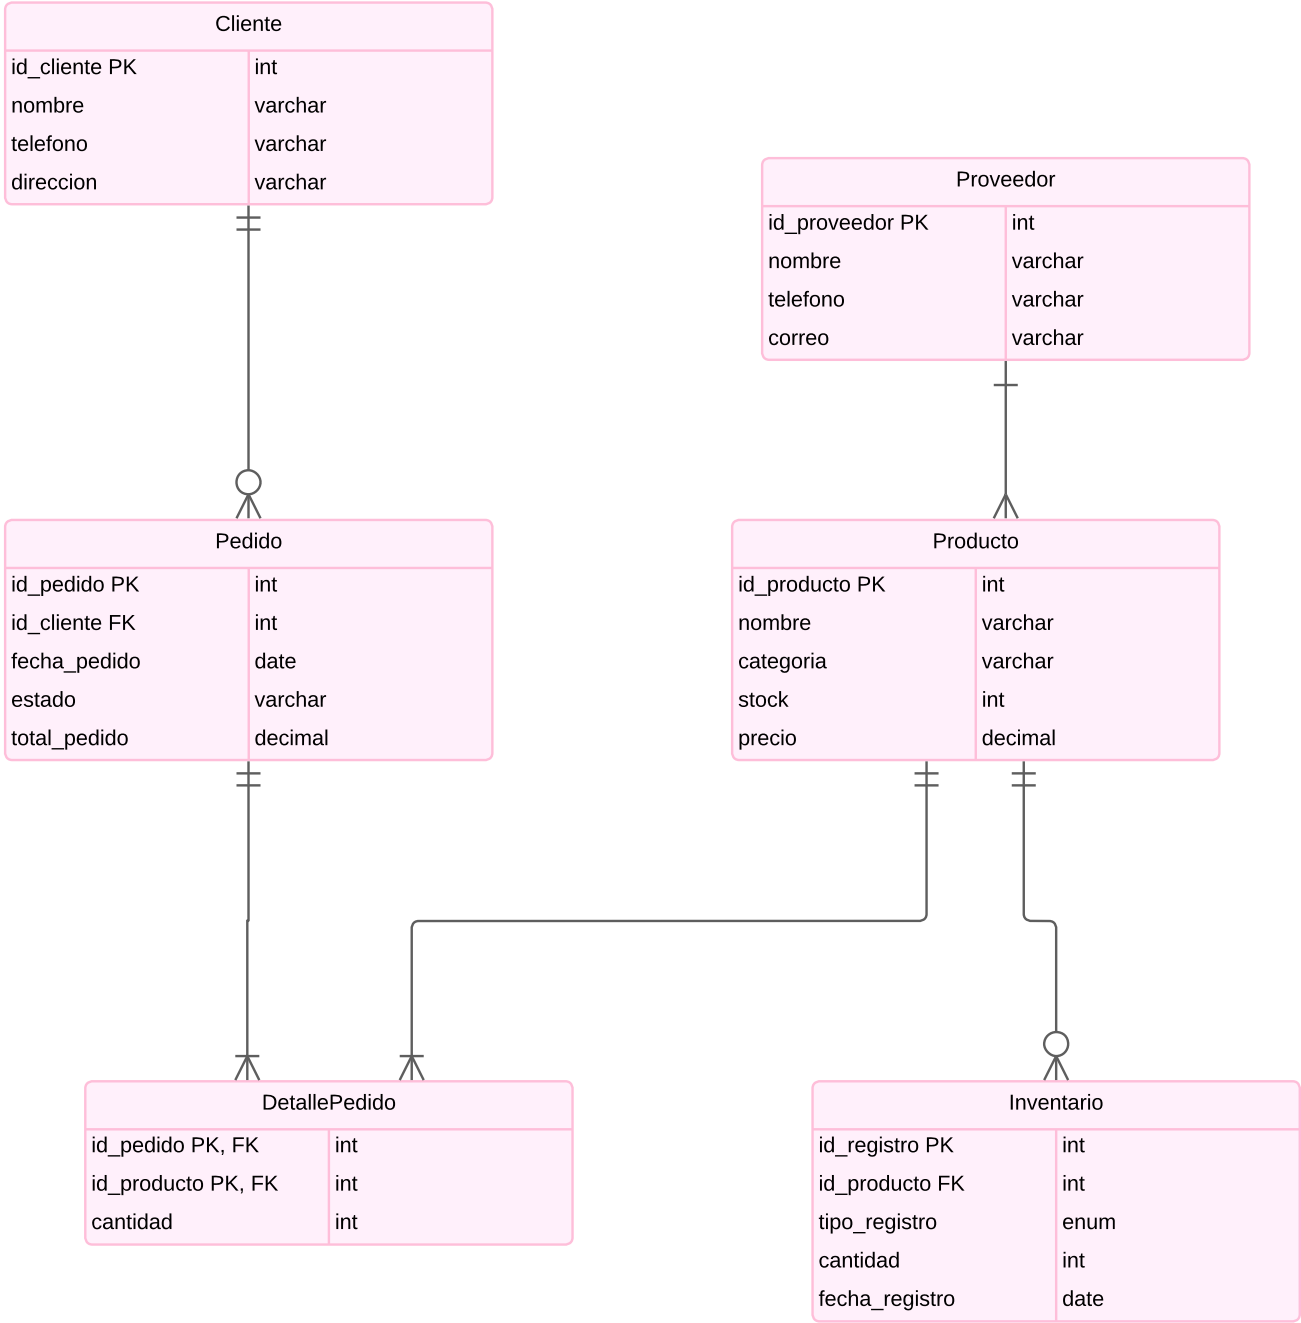 Cliente
id_cliente PK int
nombre varchar
telefono varchar
direccion varchar
Proveedor
id_proveedor PK int
nombre varchar
telefono varchar
correo varchar
Pedido
id_pedido PK int
id_cliente FK int
fecha_pedido date
estado varchar
total_pedido decimal
Producto
id_producto PK int
nombre varchar
categoria varchar
stock int
precio decimal
DetallePedido
id_pedido PK, FK int
id_producto PK, FK int
cantidad int
Inventario
id_registro PK int
id_producto FK int
tipo_registro enum
cantidad int
fecha_registro date